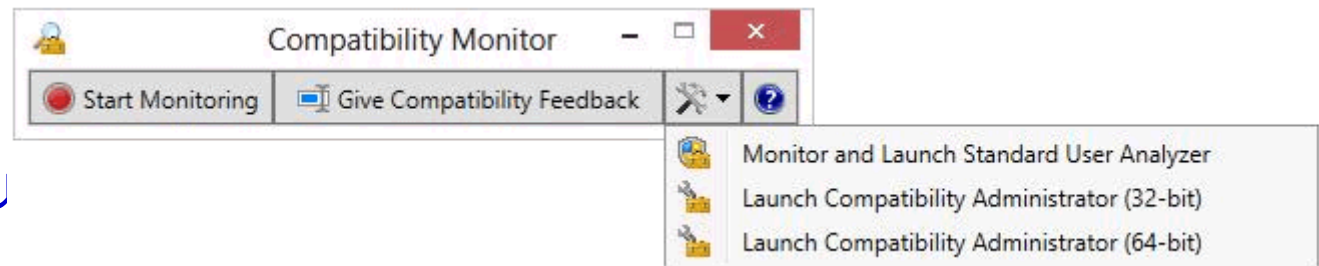 Compatibility Monitor
Start Monitoring Give Compatibility Feedback
Monitor and Launch Standard User Analyzer
Launch Compatibility Administrator (32-bit)
Launch Compatibility Administrator (64-bit)